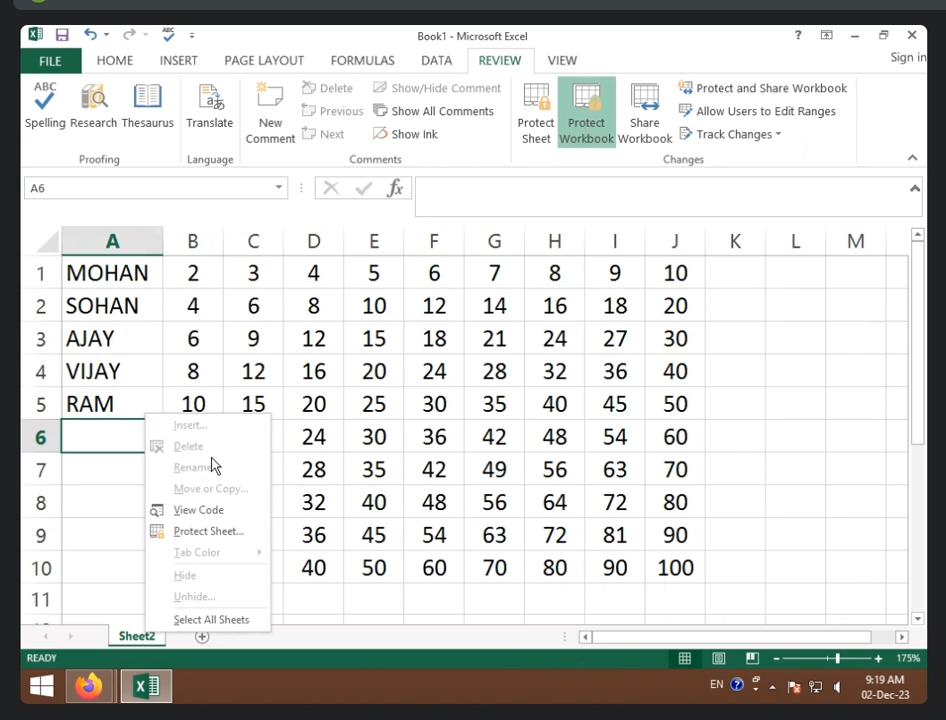 Book1 - Microsoft Excel
?
FILE HOME INSERT PAGE LAYOUT FORMULAS DATA REVIEW VIEW Sign in
ABC
Spelling Research Thesaurus
Proofing
Translate
Language
New
Comment
Delete
Previous
Next
Show/Hide Comment
Show All Comments
Show Ink
Comments
Protect
Sheet
Protect
Workbook
Share
Workbook
Protect and Share Workbook
Allow Users to Edit Ranges
Track Changes
Changes
A6 fx
A B C D E F G H I J K L M
1 MOHAN 2 3 4 5 6 7 8 9 10
2 SOHAN 4 6 8 10 12 14 16 18 20
3 AJAY 6 9 12 15 18 21 24 27 30
4 VIJAY 8 12 16 20 24 28 32 36 40
5 RAM 10 15 20 25 30 35 40 45 50
6 24 30 36 42 48 54 60
7 28 35 42 49 56 63 70
8 32 40 48 56 64 72 80
9 36 45 54 63 72 81 90
10 40 50 60 70 80 90 100
11
Insert...
Delete
Rename
Move or Copy...
View Code
Protect Sheet...
Tab Color
Hide
Unhide...
Select All Sheets
Sheet2
READY 175%
EN 9:19 AM
02-Dec-23